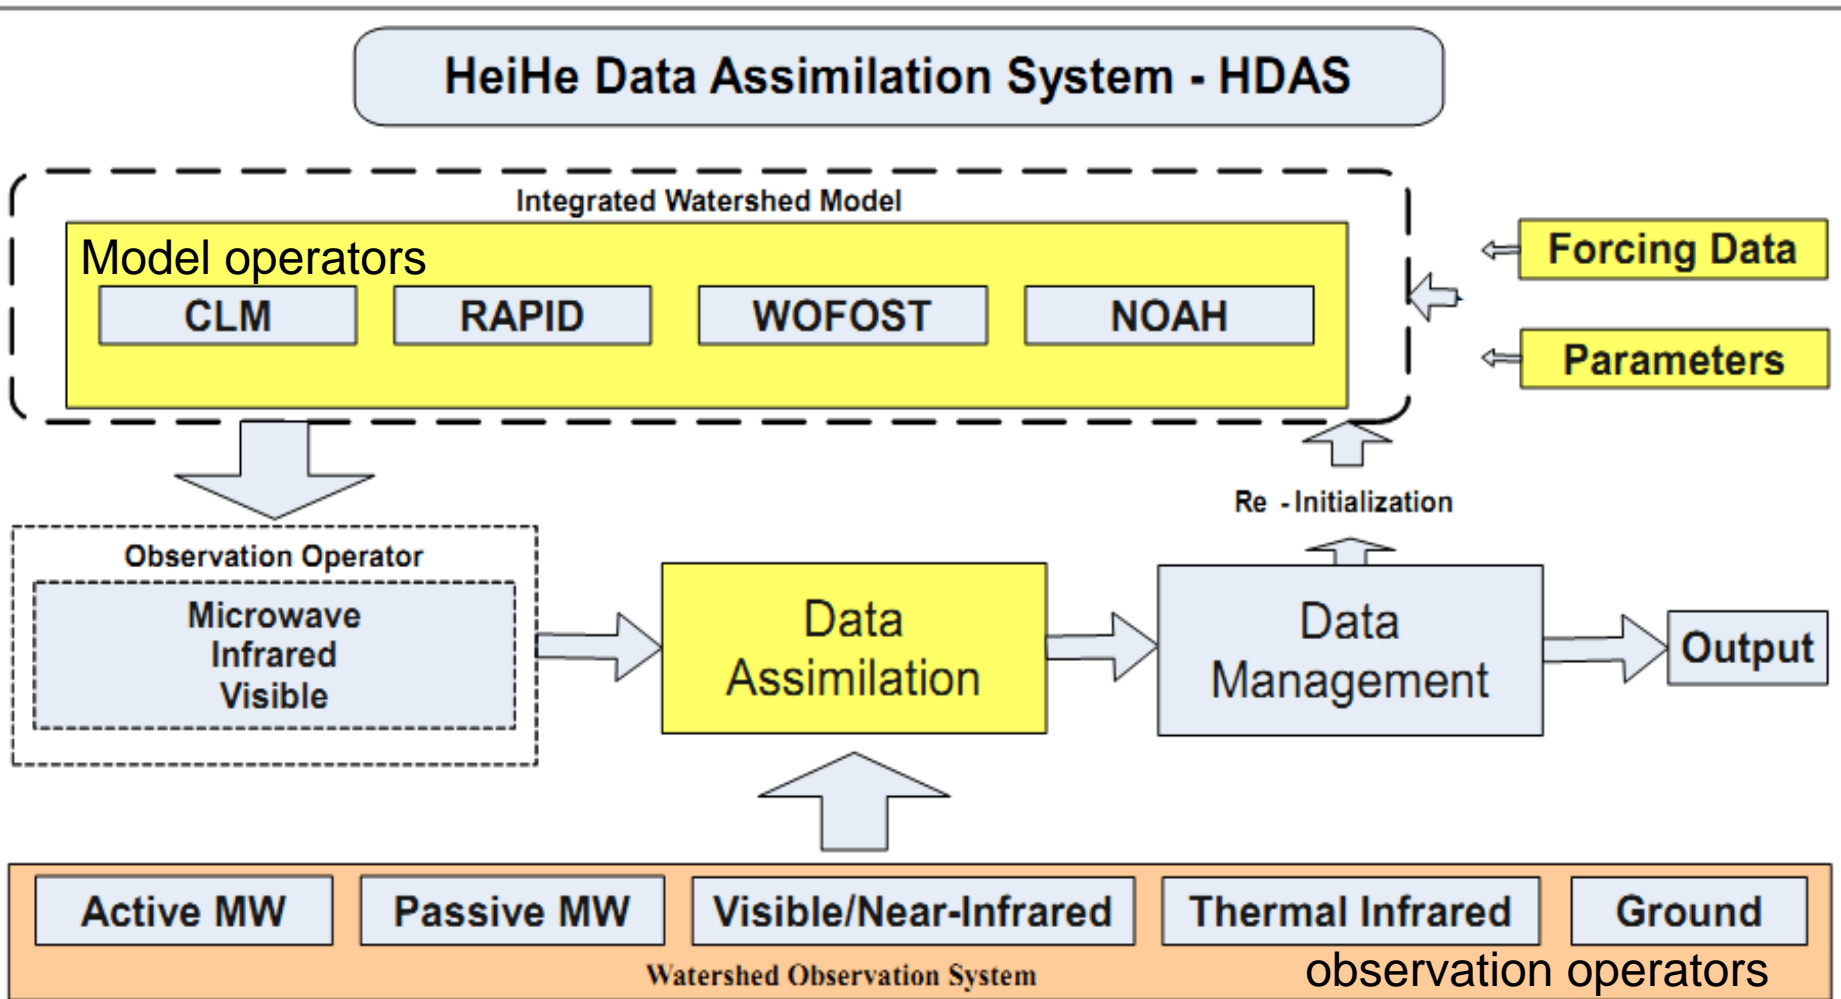 HeiHe Data Assimilation System - HDAS
Integrated Watershed Model
Model operators
CLM
RAPID
WOFOST
NOAH
Forcing Data
Parameters
Re - Initialization
Observation Operator
Microwave
Infrared
Visible
Data
Assimilation
Data
Management
Output
Active MW
Passive MW
Visible/Near-Infrared
Thermal Infrared
Ground
Watershed Observation System
observation operators